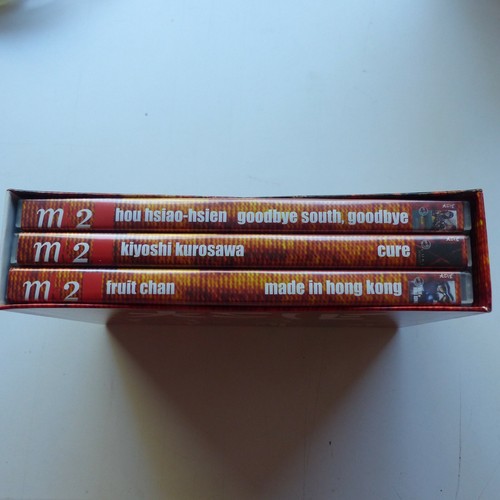 m 2 hou hsiao-hsien goodbye south, goodbye
m 2 kiyoshi kurosawa cure
m 2 fruit chan made in hong kong